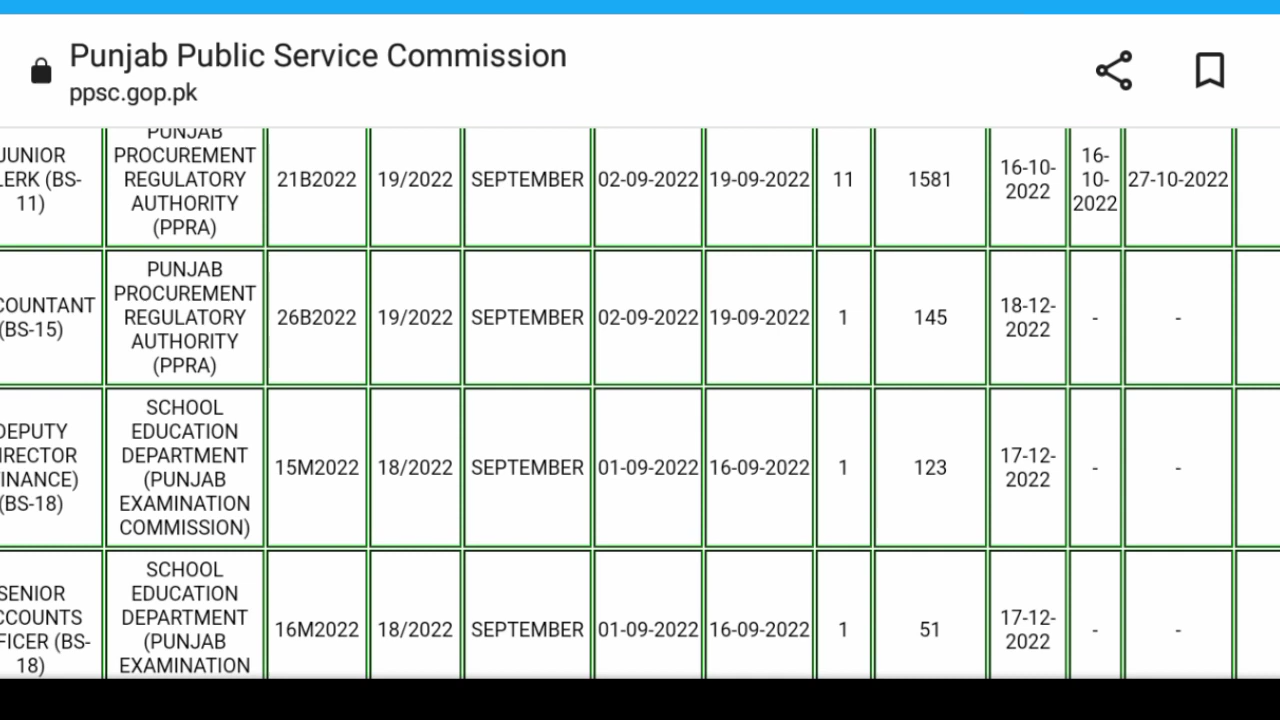 Punjab Public Service Commission
ppsc.gop.pk
JUNIOR
LERK (BS-
11)
PUNJAB
PROCUREMENT
REGULATORY
AUTHORITY
(PPRA)
21B2022
19/2022
SEPTEMBER
02-09-2022
19-09-2022
11
1581
16-10-
2022
16-
10-
2022
27-10-2022
COUNTANT
(BS-15)
PUNJAB
PROCUREMENT
REGULATORY
AUTHORITY
(PPRA)
26B2022
19/2022
SEPTEMBER
02-09-2022
19-09-2022
1
145
18-12-
2022
-
-
DEPUTY
IRECTOR
INANCE)
(BS-18)
SCHOOL
EDUCATION
DEPARTMENT
(PUNJAB
EXAMINATION
COMMISSION)
15M2022
18/2022
SEPTEMBER
01-09-2022
16-09-2022
1
123
17-12-
2022
-
-
SENIOR
CCOUNTS
FICER (BS-
18)
SCHOOL
EDUCATION
DEPARTMENT
(PUNJAB
EXAMINATION
16M2022
18/2022
SEPTEMBER
01-09-2022
16-09-2022
1
51
17-12-
2022
-
-